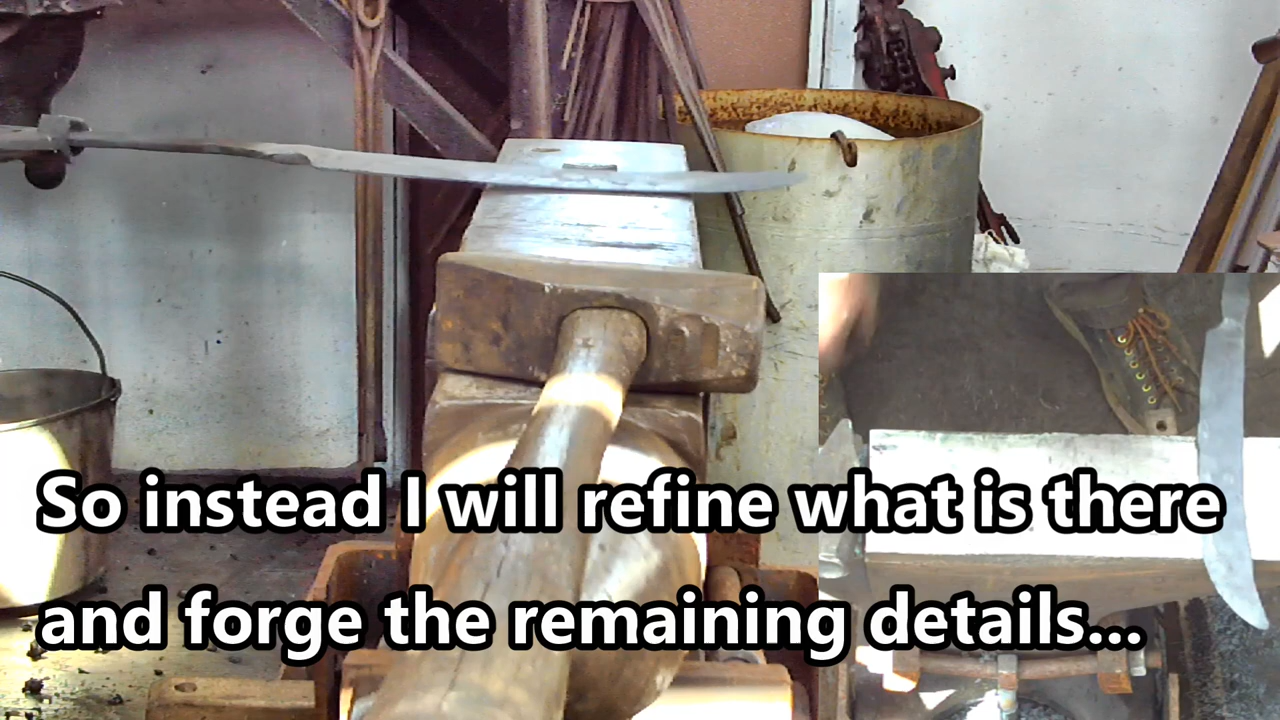 So instead I will refine what is there
and forge the remaining details...